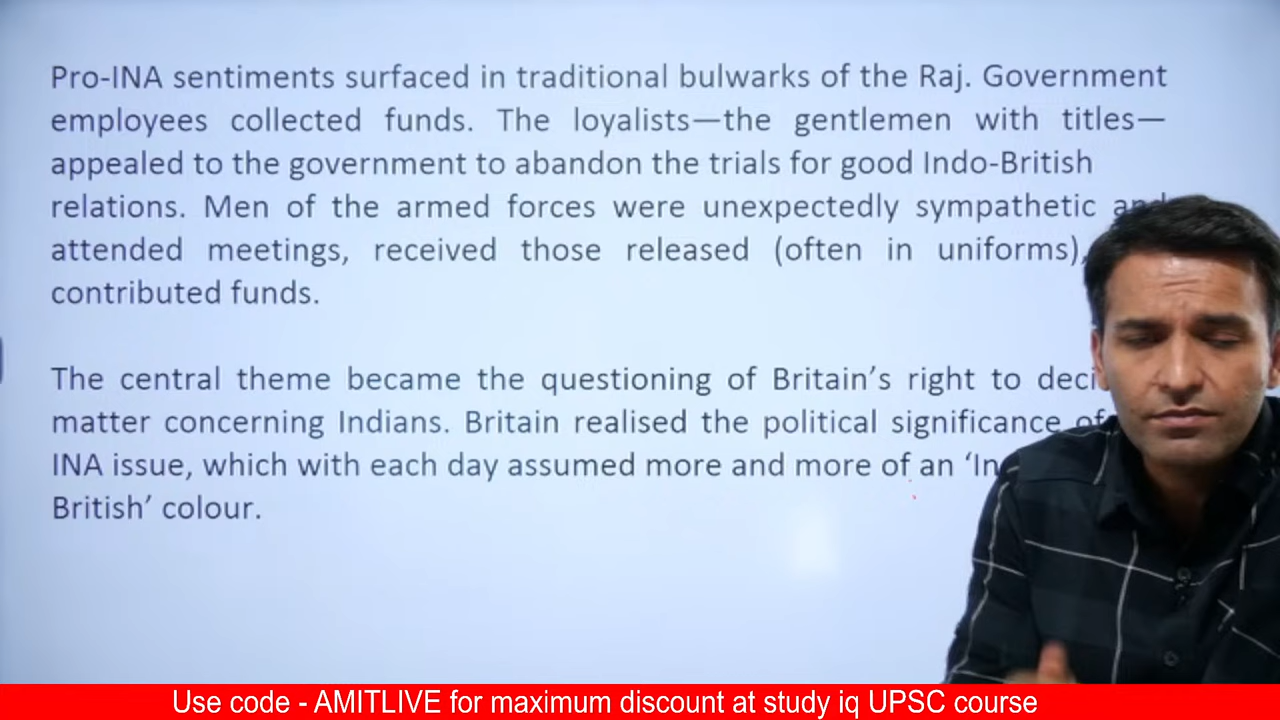 Pro-INA sentiments surfaced in traditional bulwarks of the Raj. Government
employees collected funds. The loyalists—the gentlemen with titles—
appealed to the government to abandon the trials for good Indo-British
relations. Men of the armed forces were unexpectedly sympathetic and
attended meetings, received those released (often in uniforms),
contributed funds.
The central theme became the questioning of Britain's right to
matter concerning Indians. Britain realised the political significance of
INA issue, which with each day assumed more and more of an
British' colour.
Use code - AMITLIVE for maximum discount at study iq UPSC course